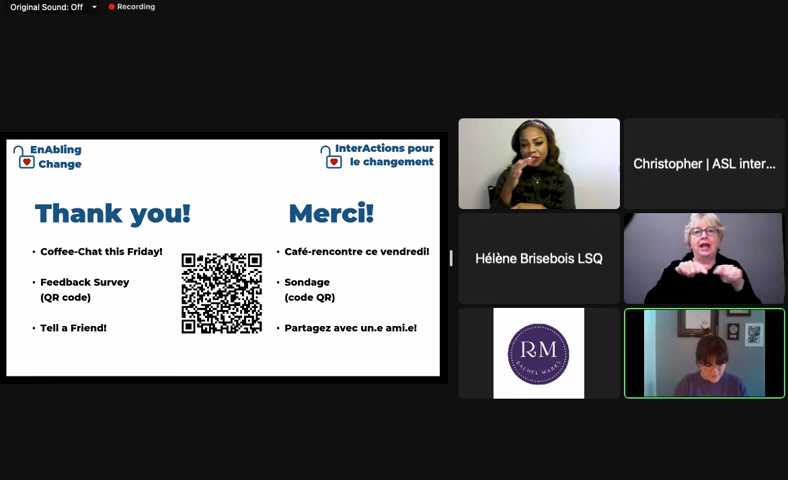 Original Sound: Off
Recording
EnAbling
Change
InterActions pour
le changement
Thank you!
Merci!
• Coffee-Chat this Friday!
• Feedback Survey
(QR code)
• Tell a Friend!
• Café-rencontre ce vendredi!
• Sondage
(code QR)
• Partagez avec un.e ami.e!
Christopher | ASL inter...
Hélène Brisebois LSQ
RM
RACHEL MARKS